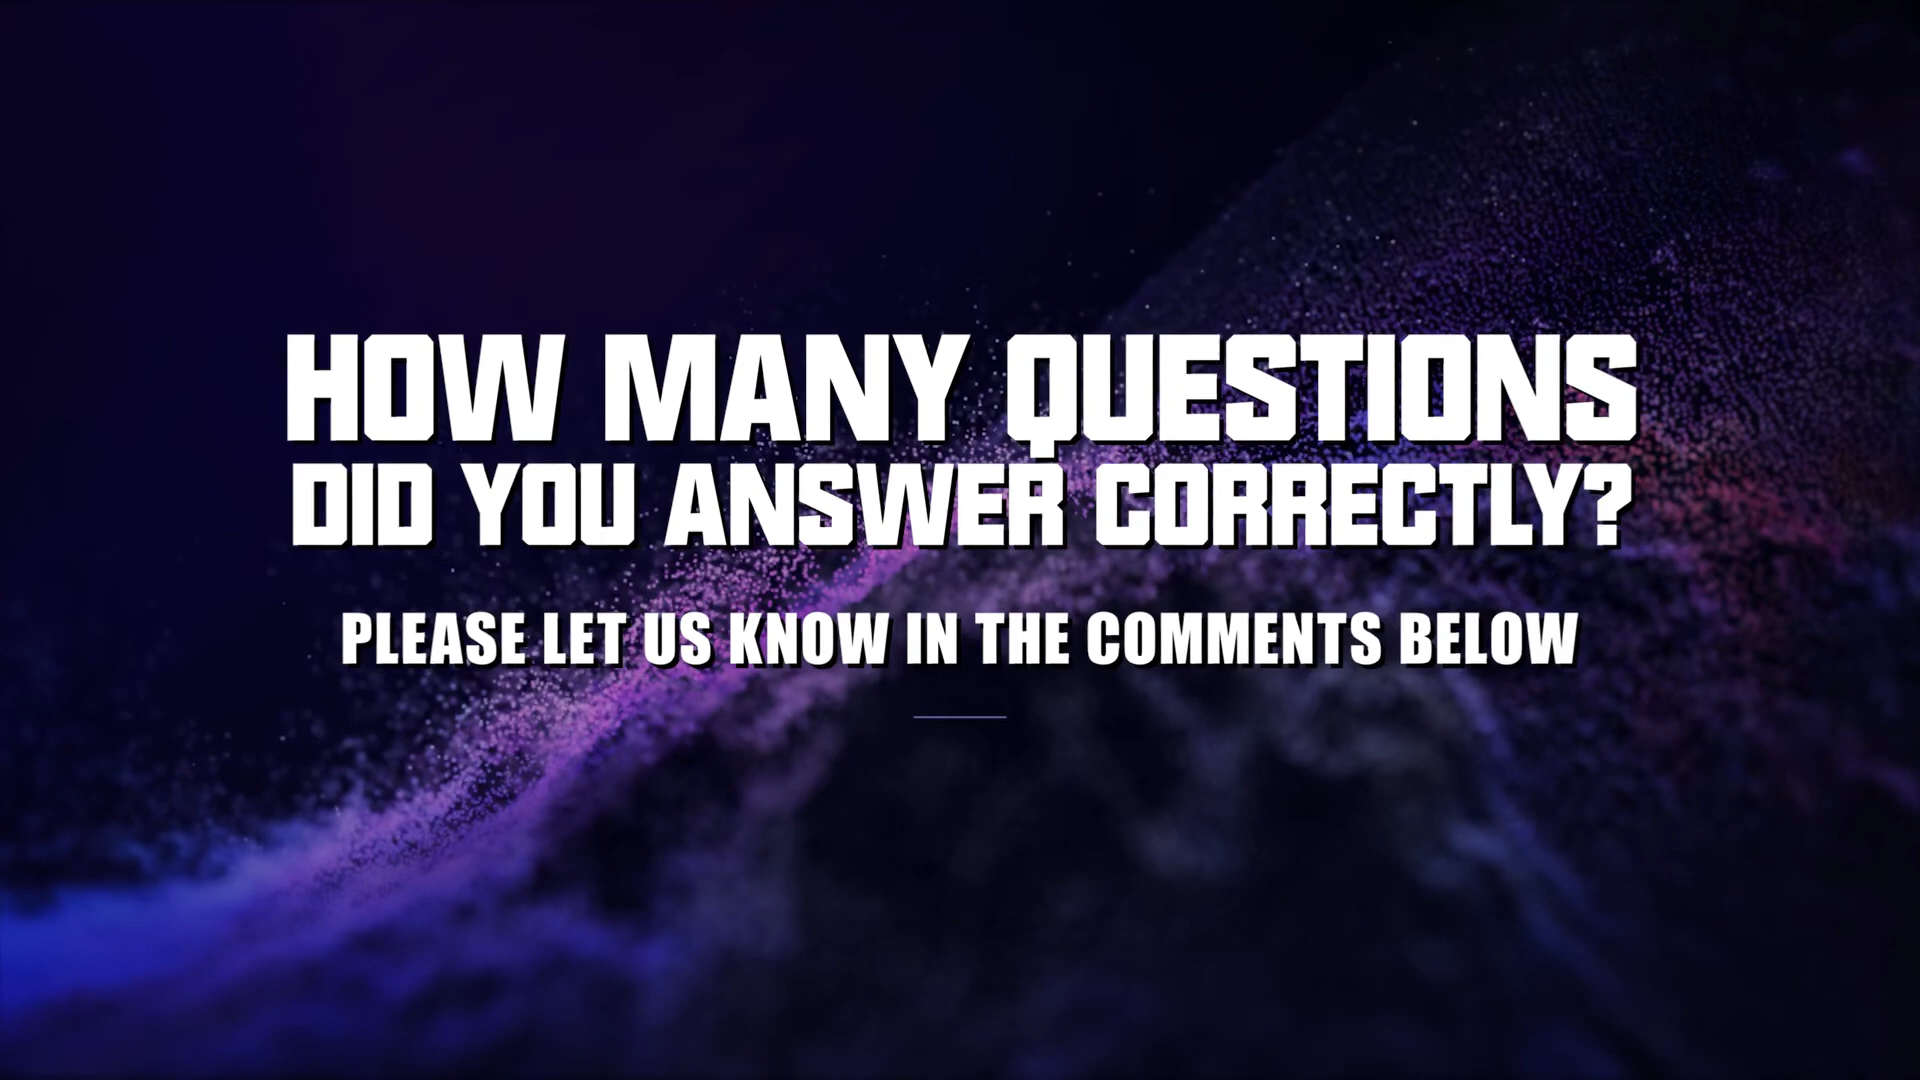 HOW MANY QUESTIONS
DID YOU ANSWER CORRECTLY?
PLEASE LET US KNOW IN THE COMMENTS BELOW